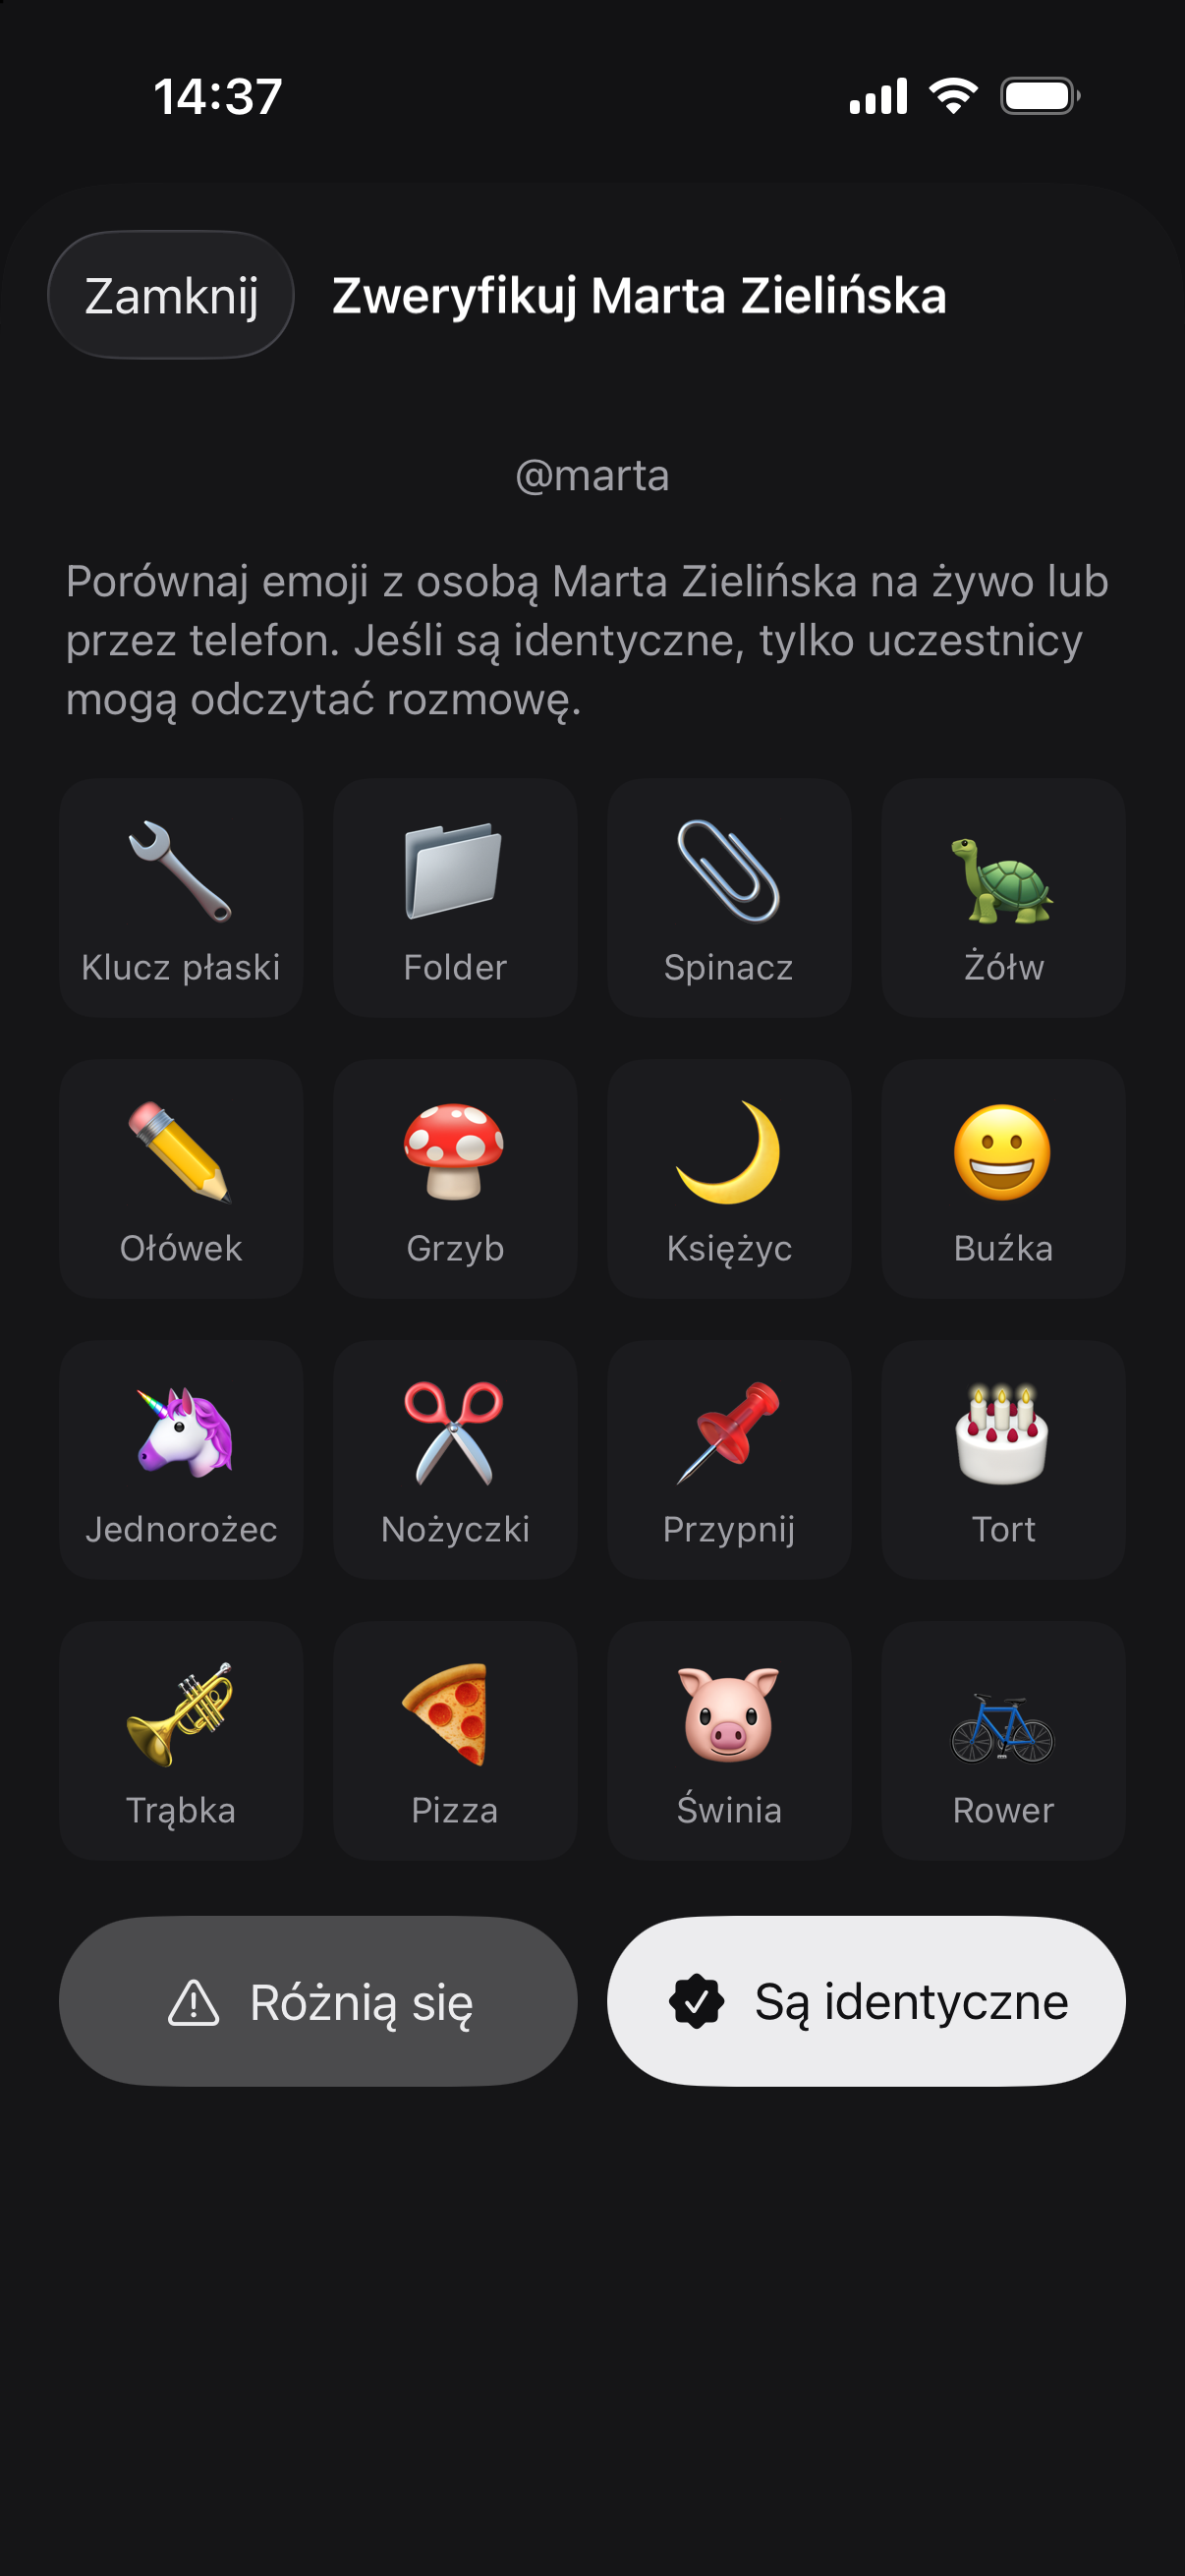 14:37
Zamknij
Zweryfikuj Marta Zielińska
@marta
Porównaj emoji z osobą Marta Zielińska na żywo lub
przez telefon. Jeśli są identyczne, tylko uczestnicy
mogą odczytać rozmowę.
Klucz płaski
Folder
Spinacz
Żółw
Ołówek
Grzyb
Księżyc
Buźka
Jednorożec
Nożyczki
Przypnij
Tort
Trąbka
Pizza
Świnia
Rower
Różnią się
Są identyczne